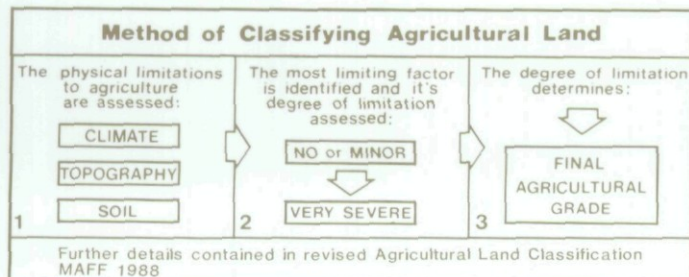 Method of Classifying Agricultural Land
The physical limitations
to agriculture
are assessed:
CLIMATE
TOPOGRAPHY
SOIL
1
The most limiting factor
is identified and it's
degree of limitation
assessed:
NO or MINOR
VERY SEVERE
2
The degree of limitation
determines:
FINAL
AGRICULTURAL
GRADE
3
Further details contained in revised Agricultural Land Classification
MAFF 1988